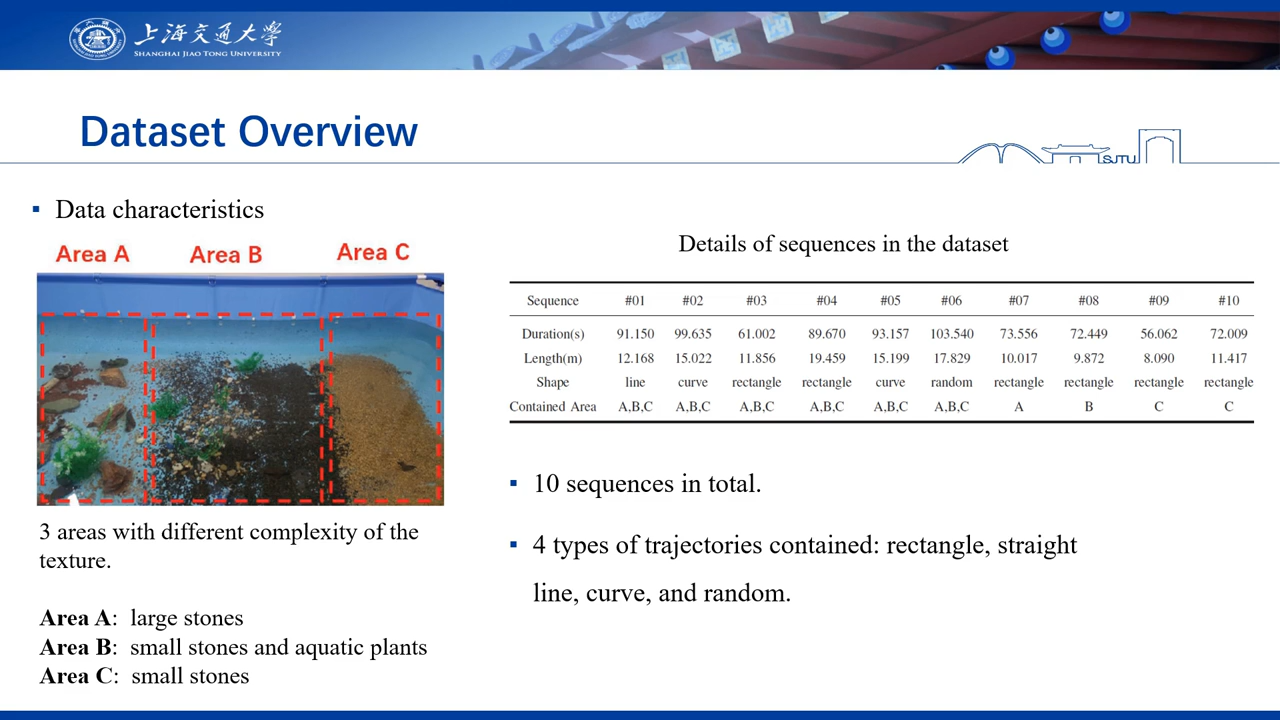 上海交通大学
SHANGHAI JIAO TONG UNIVERSITY
Dataset Overview
SJTU
▪ Data characteristics
Area A Area B Area C
3 areas with different complexity of the
texture.
Area A: large stones
Area B: small stones and aquatic plants
Area C: small stones
Details of sequences in the dataset
Sequence #01 #02 #03 #04 #05 #06 #07 #08 #09 #10
Duration(s) 91.150 99.635 61.002 89.670 93.157 103.540 73.556 72.449 56.062 72.009
Length(m) 12.168 15.022 11.856 19.459 15.199 17.829 10.017 9.872 8.090 11.417
Shape line curve rectangle rectangle curve random rectangle rectangle rectangle rectangle
Contained Area A,B,C A,B,C A,B,C A,B,C A,B,C A,B,C A B C C
▪ 10 sequences in total.
▪ 4 types of trajectories contained: rectangle, straight
line, curve, and random.